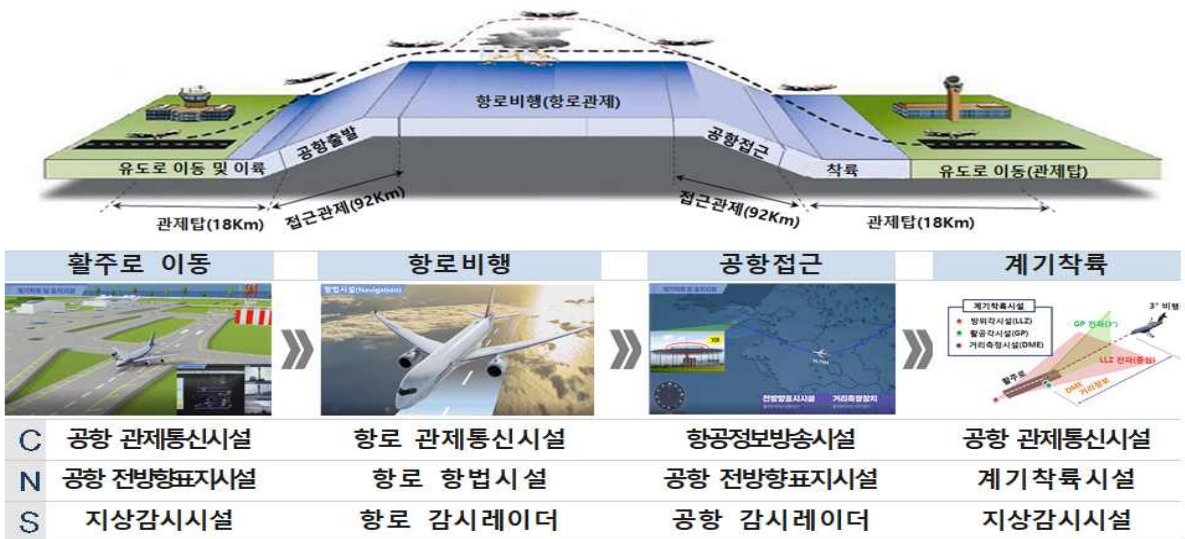 항로비행(항로관제)
공항출발
공항접근
유도로 이동 및 이륙
착륙
유도로 이동(관제탑)
관제탑(18Km)
접근관제(92Km)
접근관제(92Km)
관제탑(18Km)
활주로 이동
항로비행
공항접근
계기착륙
항법시설(Navigation)
VOR
전방향표시시설
거리측정장치
계기착륙시설
방위각시설(LLZ)
활공각시설(GP)
거리측정시설(DME)
3° 비행
GP 전파(3°)
LLZ 전파(중심)
활주로
DME
거리정보
C 공항 관제통신시설 항로 관제통신시설 항공정보방송시설 공항 관제통신시설
N 공항 전방향표지시설 항로 항법시설 공항 전방향표지시설 계기착륙시설
S 지상감시시설 항로 감시레이더 공항 감시레이더 지상감시시설